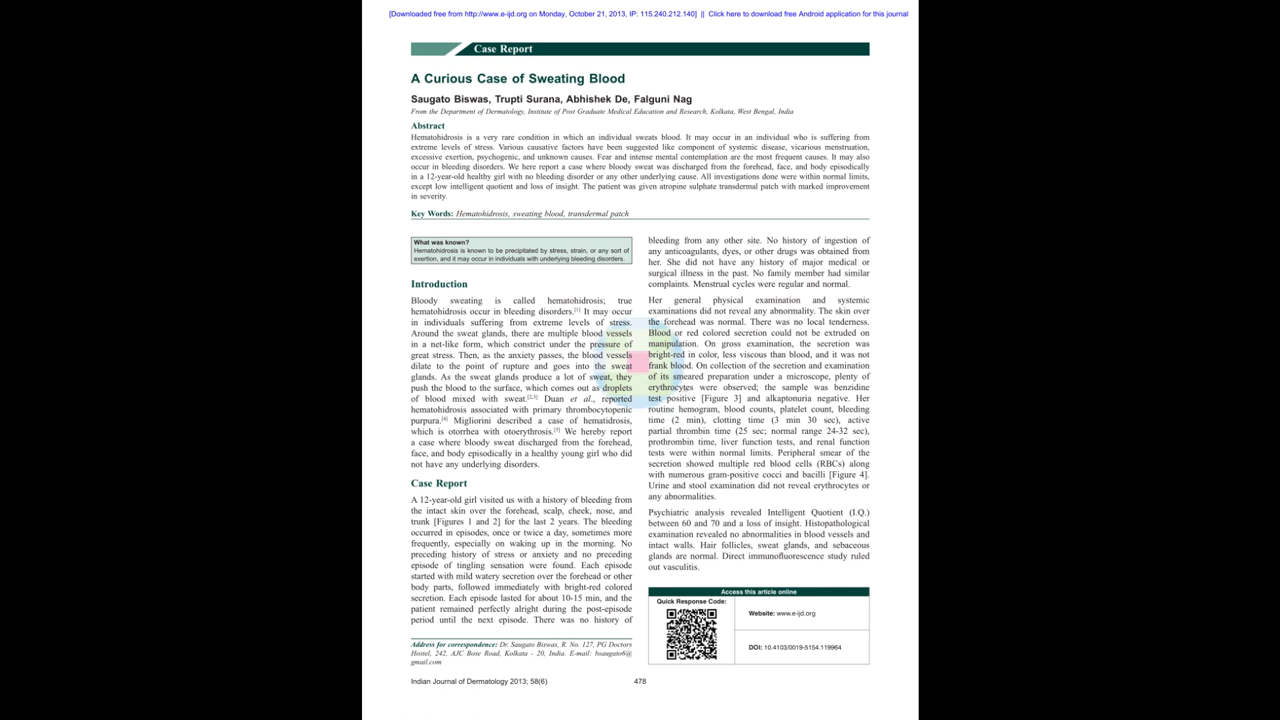 [Downloaded free from http://www.e-ijd.org on Monday, October 21, 2013, IP: 115.240.212.140] || Click here to download free Android application for this journal
Case Report
A Curious Case of Sweating Blood
Saugato Biswas, Trupti Surana, Abhishek De, Falguni Nag
From the Department of Dermatology, Institute of Post Graduate Medical Education and Research, Kolkata, West Bengal, India
Abstract
Hematohidrosis is a very rare condition in which an individual sweats blood. It may occur in an individual who is suffering from
extreme levels of stress. Various causative factors have been suggested like component of systemic disease, vicarious menstruation,
excessive exertion, psychogenic, and unknown causes. Fear and intense mental contemplation are the most frequent causes. It may also
occur in bleeding disorders. We here report a case where bloody sweat was discharged from the forehead, face, and body episodically
in a 12-year-old healthy girl with no bleeding disorder or any other underlying cause. All investigations done were within normal limits,
except low intelligent quotient and loss of insight. The patient was given atropine sulphate transdermal patch with marked improvement
in severity.
Key Words: Hematohidrosis, sweating blood, transdermal patch
What was known?
Hematohidrosis is known to be precipitated by stress, strain, or any sort of
exertion, and it may occur in individuals with underlying bleeding disorders.
Introduction
Bloody sweating is called hematohidrosis; true
hematohidrosis occur in bleeding disorders.[1] It may occur
in individuals suffering from extreme levels of stress.
Around the sweat glands, there are multiple blood vessels
in a net-like form, which constrict under the pressure of
great stress. Then, as the anxiety passes, the blood vessels
dilate to the point of rupture and goes into the sweat
glands. As the sweat glands produce a lot of sweat, they
push the blood to the surface, which comes out as droplets
of blood mixed with sweat.[2,3] Duan et al., reported
hematohidrosis associated with primary thrombocytopenic
purpura.[4] Migliorini described a case of hematidrosis,
which is otorrhea with otoerythrosis.[5] We hereby report
a case where bloody sweat discharged from the forehead,
face, and body episodically in a healthy young girl who did
not have any underlying disorders.
Case Report
A 12-year-old girl visited us with a history of bleeding from
the intact skin over the forehead, scalp, cheek, nose, and
trunk [Figures 1 and 2] for the last 2 years. The bleeding
occurred in episodes, once or twice a day, sometimes more
frequently, especially on waking up in the morning. No
preceding history of stress or anxiety and no preceding
episode of tingling sensation were found. Each episode
started with mild watery secretion over the forehead or other
body parts, followed immediately with bright-red colored
secretion. Each episode lasted for about 10-15 min, and the
patient remained perfectly alright during the post-episode
period until the next episode. There was no history of
Address for correspondence: Dr. Saugato Biswas, R. No. 127, PG Doctors
Hostel, 242, AJC Bose Road, Kolkata - 20, India. E-mail: bsaugato6@
gmail.com
bleeding from any other site. No history of ingestion of
any anticoagulants, dyes, or other drugs was obtained from
her. She did not have any history of major medical or
surgical illness in the past. No family member had similar
complaints. Menstrual cycles were regular and normal.
Her general physical examination and systemic
examinations did not reveal any abnormality. The skin over
the forehead was normal. There was no local tenderness.
Blood or red colored secretion could not be extruded on
manipulation. On gross examination, the secretion was
bright-red in color, less viscous than blood, and it was not
frank blood. On collection of the secretion and examination
of its smeared preparation under a microscope, plenty of
erythrocytes were observed; the sample was benzidine
test positive [Figure 3] and alkaptonuria negative. Her
routine hemogram, blood counts, platelet count, bleeding
time (2 min), clotting time (3 min 30 sec), active
partial thrombin time (25 sec; normal range 24-32 sec),
prothrombin time, liver function tests, and renal function
tests were within normal limits. Peripheral smear of the
secretion showed multiple red blood cells (RBCs) along
with numerous gram-positive cocci and bacilli [Figure 4].
Urine and stool examination did not reveal erythrocytes or
any abnormalities.
Psychiatric analysis revealed Intelligent Quotient (I.Q.)
between 60 and 70 and a loss of insight. Histopathological
examination revealed no abnormalities in blood vessels and
intact walls. Hair follicles, sweat glands, and sebaceous
glands are normal. Direct immunofluorescence study ruled
out vasculitis.
Access this article online
Quick Response Code:
Website: www.e-ijd.org
DOI: 10.4103/0019-5154.119964
Indian Journal of Dermatology 2013; 58(6)
478